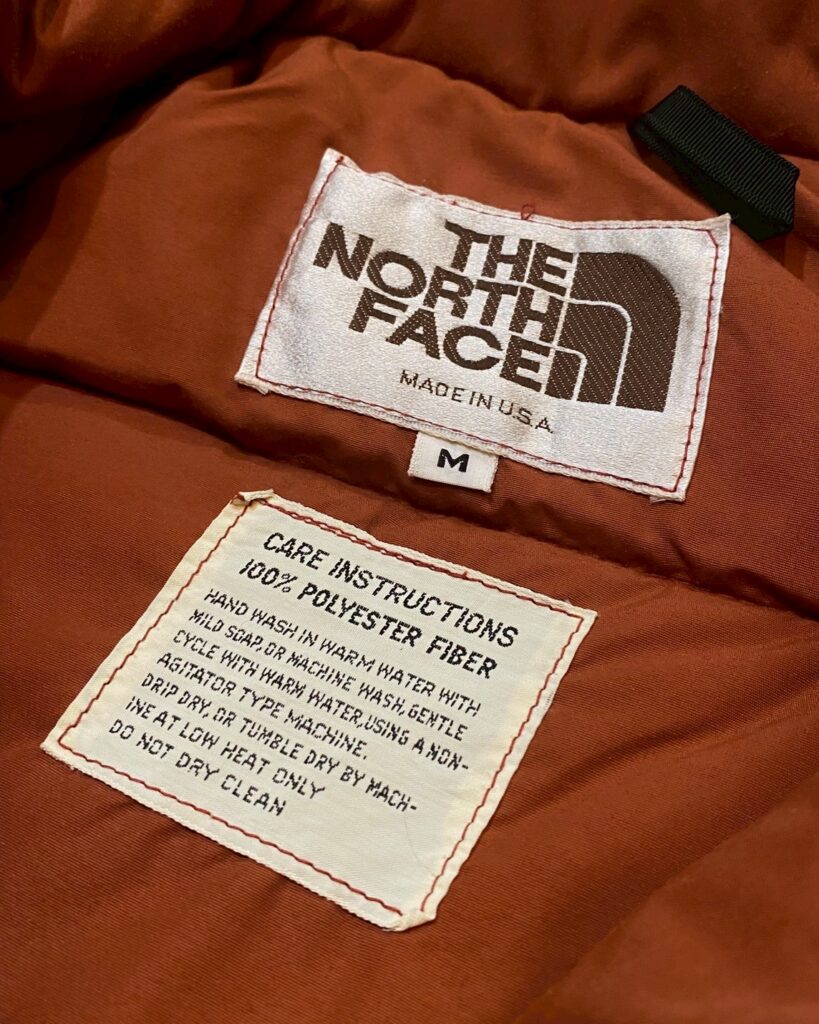 THE
NORTH
FACE
MADE IN U.S.A.
M
CARE INSTRUCTIONS
100% POLYESTER FIBER
HAND WASH IN WARM WATER WITH
MILD SOAP, OR MACHINE WASH, GENTLE
CYCLE WITH WARM WATER, USING A NON-
AGITATOR TYPE MACHINE.
DRIP DRY, OR TUMBLE DRY BY MACH-
INE AT LOW HEAT ONLY
DO NOT DRY CLEAN